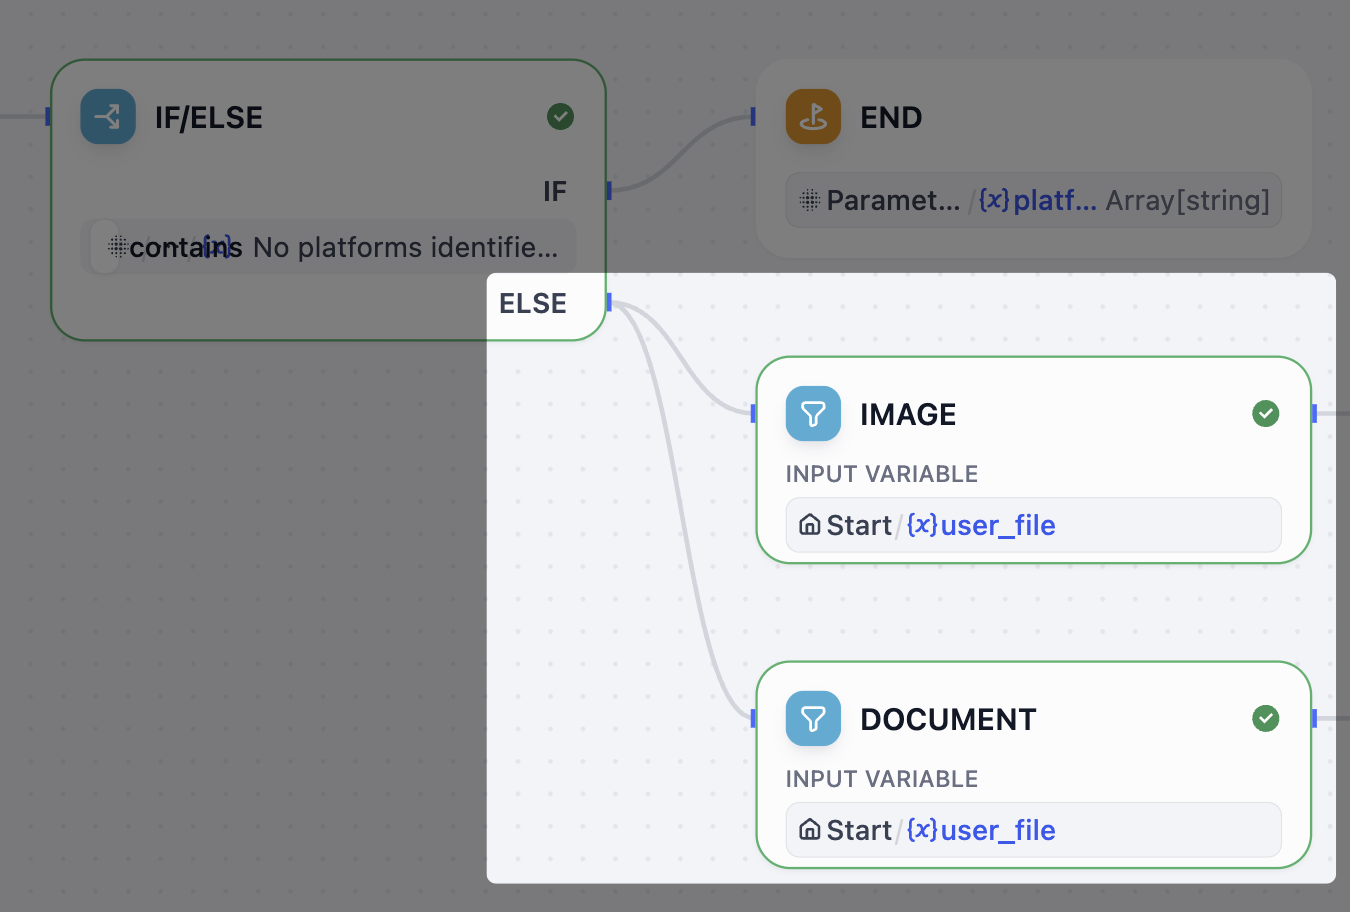 IF/ELSE
IF
contains No platforms identifie...
ELSE
END
Paramet... / {x} platf... Array[string]
IMAGE
INPUT VARIABLE
Start / {x} user_file
DOCUMENT
INPUT VARIABLE
Start / {x} user_file